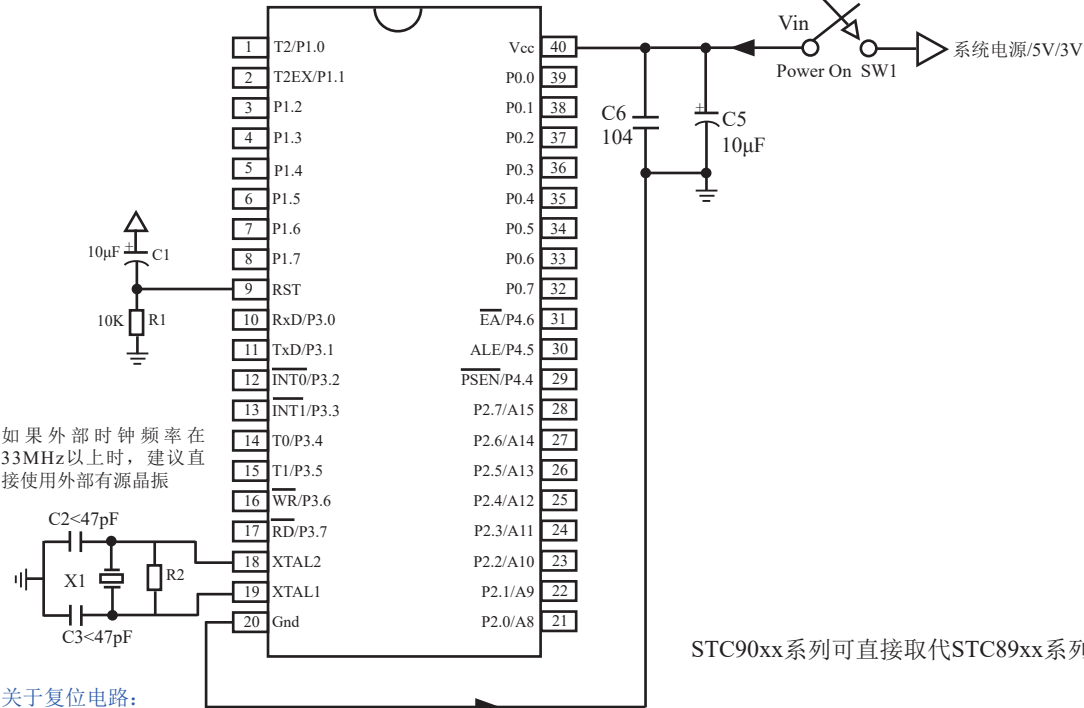 Vin
系统电源/5V/3V
Power On SW1
1 T2/P1.0
2 T2EX/P1.1
3 P1.2
4 P1.3
5 P1.4
6 P1.5
7 P1.6
8 P1.7
9 RST
10 RxD/P3.0
11 TxD/P3.1
12 INT0/P3.2
13 INT1/P3.3
14 T0/P3.4
15 T1/P3.5
16 WR/P3.6
17 RD/P3.7
18 XTAL2
19 XTAL1
20 Gnd
Vcc 40
P0.0 39
P0.1 38
P0.2 37
P0.3 36
P0.4 35
P0.5 34
P0.6 33
P0.7 32
EA/P4.6 31
ALE/P4.5 30
PSEN/P4.4 29
P2.7/A15 28
P2.6/A14 27
P2.5/A13 26
P2.4/A12 25
P2.3/A11 24
P2.2/A10 23
P2.1/A9 22
P2.0/A8 21
C6
104
+
C5
10μF
10μF + C1
10K R1
如果外部时钟频率在
33MHz以上时，建议直
接使用外部有源晶振
C2<47pF
X1
R2
C3<47pF
STC90xx系列可直接取代STC89xx系列
关于复位电路：